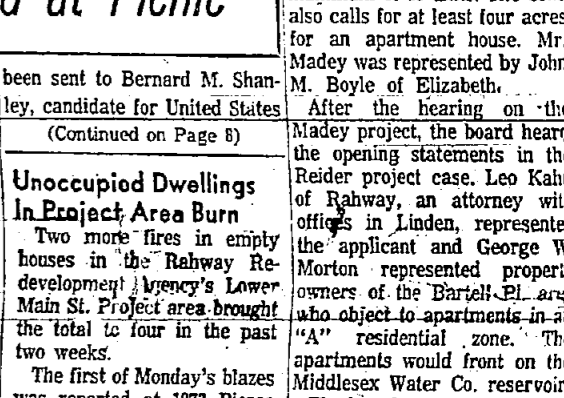 at Picnic
been sent to Bernard M. Shan-
ley, candidate for United States
(Continued on Page 8)
Unoccupied Dwellings
In Project Area Burn
Two more fires in empty
houses in the Rahway Re-
development Agency's Lower
Main St. Project area brought
the total to four in the past
two weeks.
The first of Monday's blazes
was reported at
also calls for at least four acres
for an apartment house. Mr.
Madey was represented by John
M. Boyle of Elizabeth.
After the hearing on the
Madey project, the board heard
the opening statements in the
Reider project case. Leo Kahn
of Rahway, an attorney with
offices in Linden, represented
the applicant and George W
Morton represented property
owners of the Bartell Pl. area
who object to apartments in a
"A" residential zone. The
apartments would front on the
Middlesex Water Co. reservoir